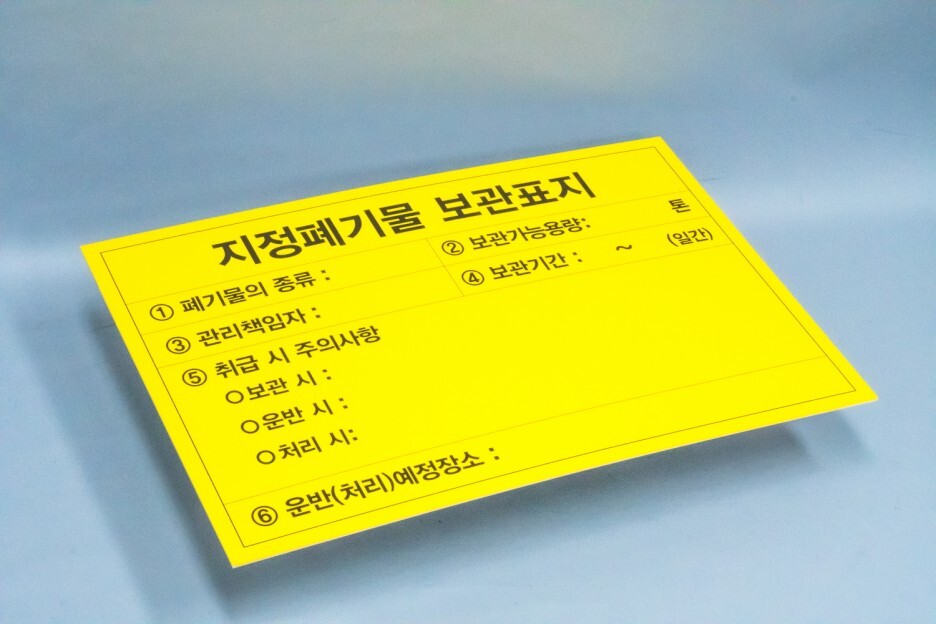 지정폐기물 보관표지
① 폐기물의 종류 :
② 보관가능용량: 톤
③ 관리책임자 :
④ 보관기간 : ~ (일간)
⑤ 취급 시 주의사항
○보관 시 :
○운반 시 :
○처리 시:
⑥ 운반(처리)예정장소 :